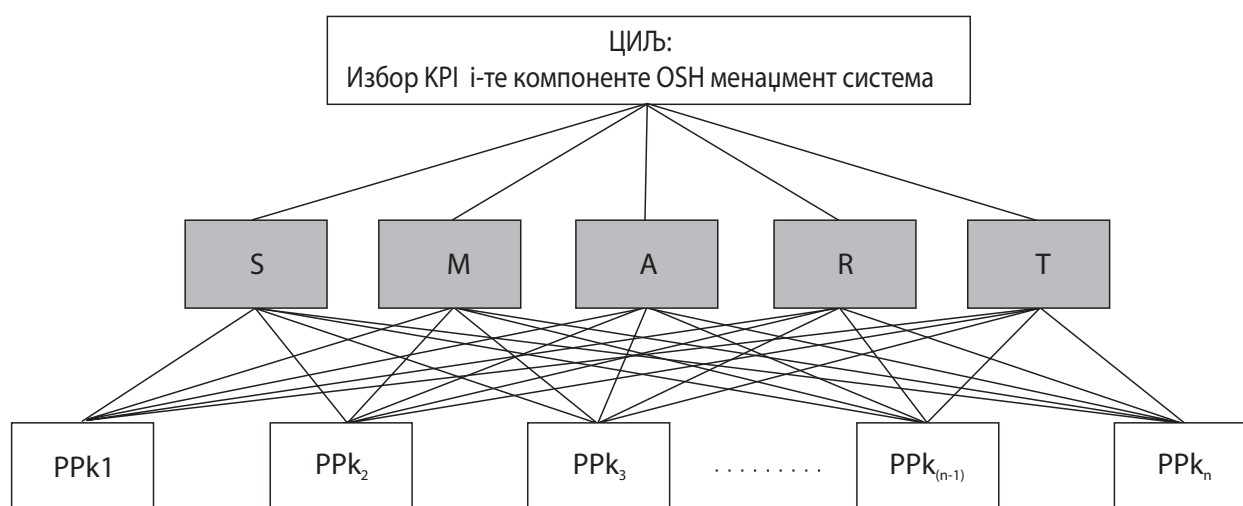 ЦИЉ:
Избор KPI i-те компоненте OSH менаџмент система
S M A R T
PPk1 PPk₂ PPk₃ ......... PPk₍ₙ₋₁₎ PPkₙ